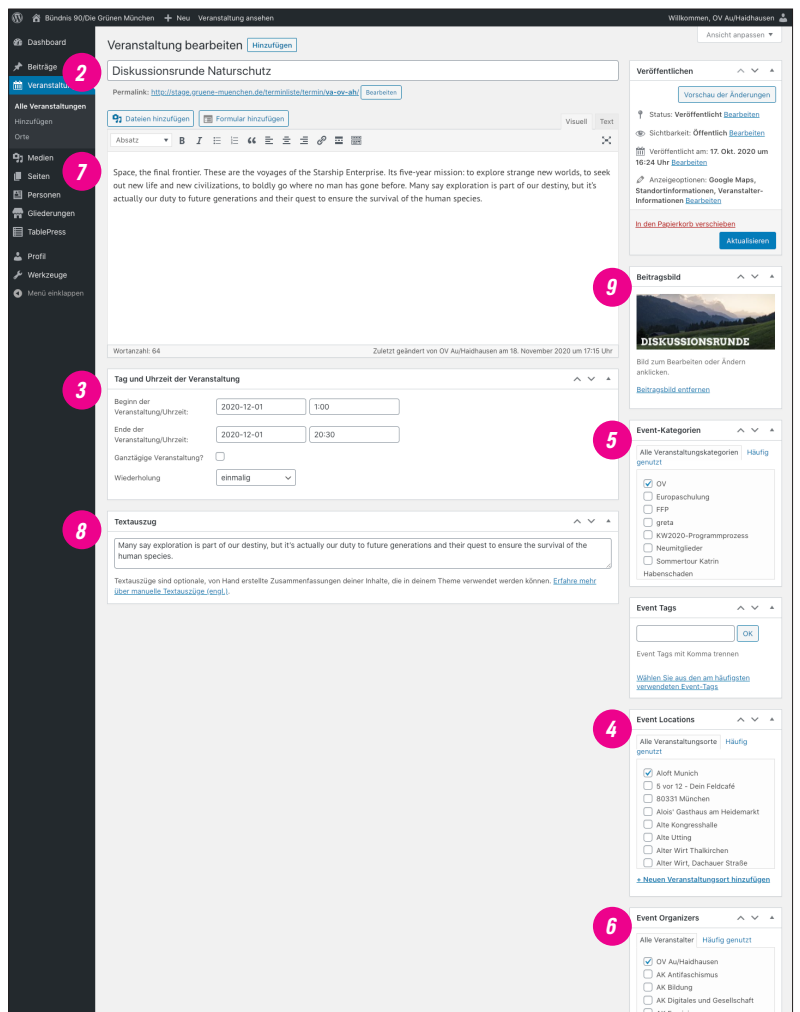 Bündnis 90/Die Grünen München + Neu Veranstaltung ansehen
Willkommen, OV Au/Haidhausen
Ansicht anpassen
Dashboard
Beiträge
Alle Veranstaltungen
Hinzufügen
Orte
Medien
Seiten
Personen
Gliederungen
TablePress
Profil
Werkzeuge
Menü einklappen
Veranstaltung bearbeiten Hinzufügen
2
Diskussionsrunde Naturschutz
Permalink: http://stage.gruene-muenchen.de/terminliste/termin/va-ov-ah/ Bearbeiten
Dateien hinzufügen Formular hinzufügen
Visuell Text
Absatz B I
7
Space, the final frontier. These are the voyages of the Starship Enterprise. Its five-year mission: to explore strange new worlds, to seek
out new life and new civilizations, to boldly go where no man has gone before. Many say exploration is part of our destiny, but it's
actually our duty to future generations and their quest to ensure the survival of the human species.
Wortanzahl: 64
Zuletzt geändert von OV Au/Haidhausen am 18. November 2020 um 17:15 Uhr
3
Tag und Uhrzeit der Veranstaltung
Beginn der
Veranstaltung/Uhrzeit:
2020-12-01 1:00
Ende der
Veranstaltung/Uhrzeit:
2020-12-01 20:30
Ganztägige Veranstaltung?
Wiederholung einmalig
8
Textauszug
Many say exploration is part of our destiny, but it's actually our duty to future generations and their quest to ensure the survival of the
human species.
Textauszüge sind optionale, von Hand erstellte Zusammenfassungen deiner Inhalte, die in deinem Theme verwendet werden können. Erfahre mehr
über manuelle Textauszüge (engl.).
Veröffentlichen
Vorschau der Änderungen
Status: Veröffentlicht Bearbeiten
Sichtbarkeit: Öffentlich Bearbeiten
Veröffentlicht am: 17. Okt. 2020 um
16:24 Uhr Bearbeiten
Anzeigeoptionen: Google Maps,
Standortinformationen, Veranstalter-
Informationen Bearbeiten
In den Papierkorb verschieben
Aktualisieren
9
Beitragsbild
DISKUSSIONSRUNDE
Bild zum Bearbeiten oder Ändern
anklicken.
Beitragsbild entfernen
5
Event-Kategorien
Alle Veranstaltungskategorien Häufig
genutzt
OV
Europaschulung
FFP
greta
KW2020-Programmprozess
Neumitglieder
Sommertour Katrin
Habenschaden
Event Tags
OK
Event Tags mit Komma trennen
Wählen Sie aus den am häufigsten
verwendeten Event-Tags
4
Event Locations
Alle Veranstaltungsorte Häufig
genutzt
Aloft Munich
5 vor 12 - Dein Feldcafé
80331 München
Alois' Gasthaus am Heidemarkt
Alte Kongresshalle
Alte Utting
Alter Wirt Thalkirchen
Alter Wirt, Dachauer Straße
+ Neuen Veranstaltungsort hinzufügen
6
Event Organizers
Alle Veranstalter Häufig genutzt
OV Au/Haidhausen
AK Antifaschismus
AK Bildung
AK Digitales und Gesellschaft